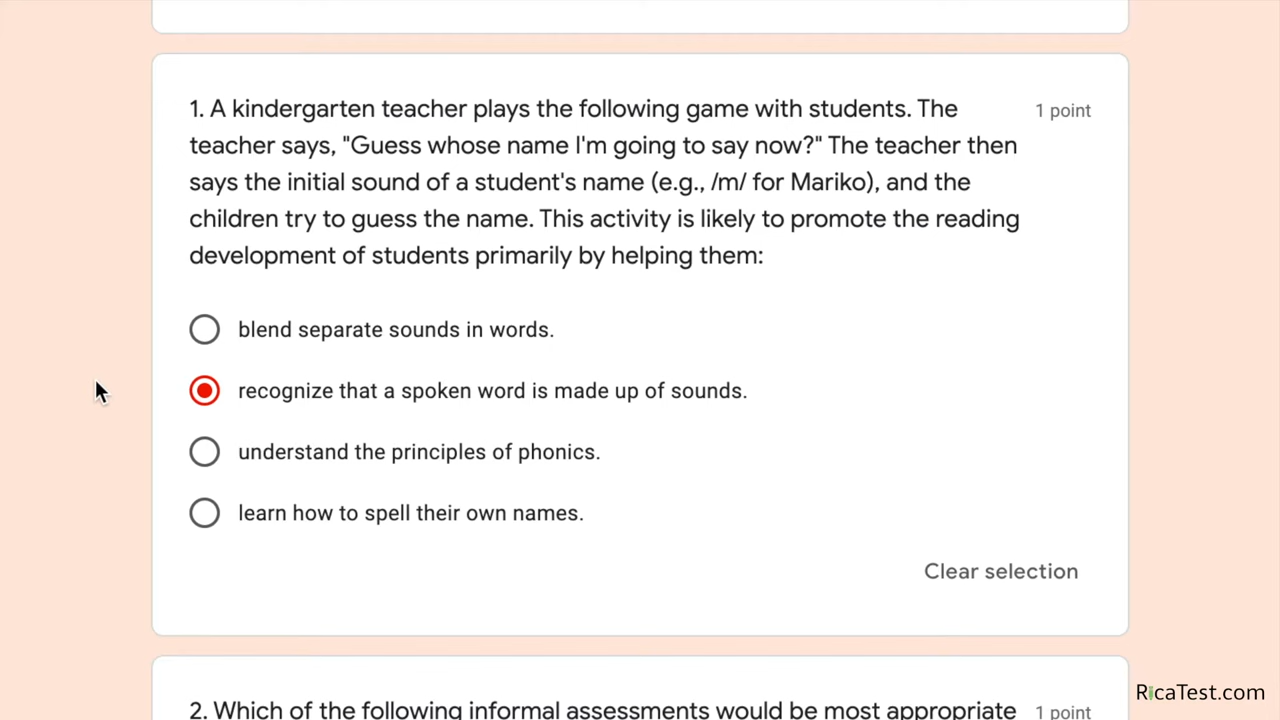 1. A kindergarten teacher plays the following game with students. The
1 point
teacher says, "Guess whose name I'm going to say now?" The teacher then
says the initial sound of a student's name (e.g., /m/ for Mariko), and the
children try to guess the name. This activity is likely to promote the reading
development of students primarily by helping them:
blend separate sounds in words.
recognize that a spoken word is made up of sounds.
understand the principles of phonics.
learn how to spell their own names.
Clear selection
2. Which of the following informal assessments would be most appropriate
1 point
RicaTest.com